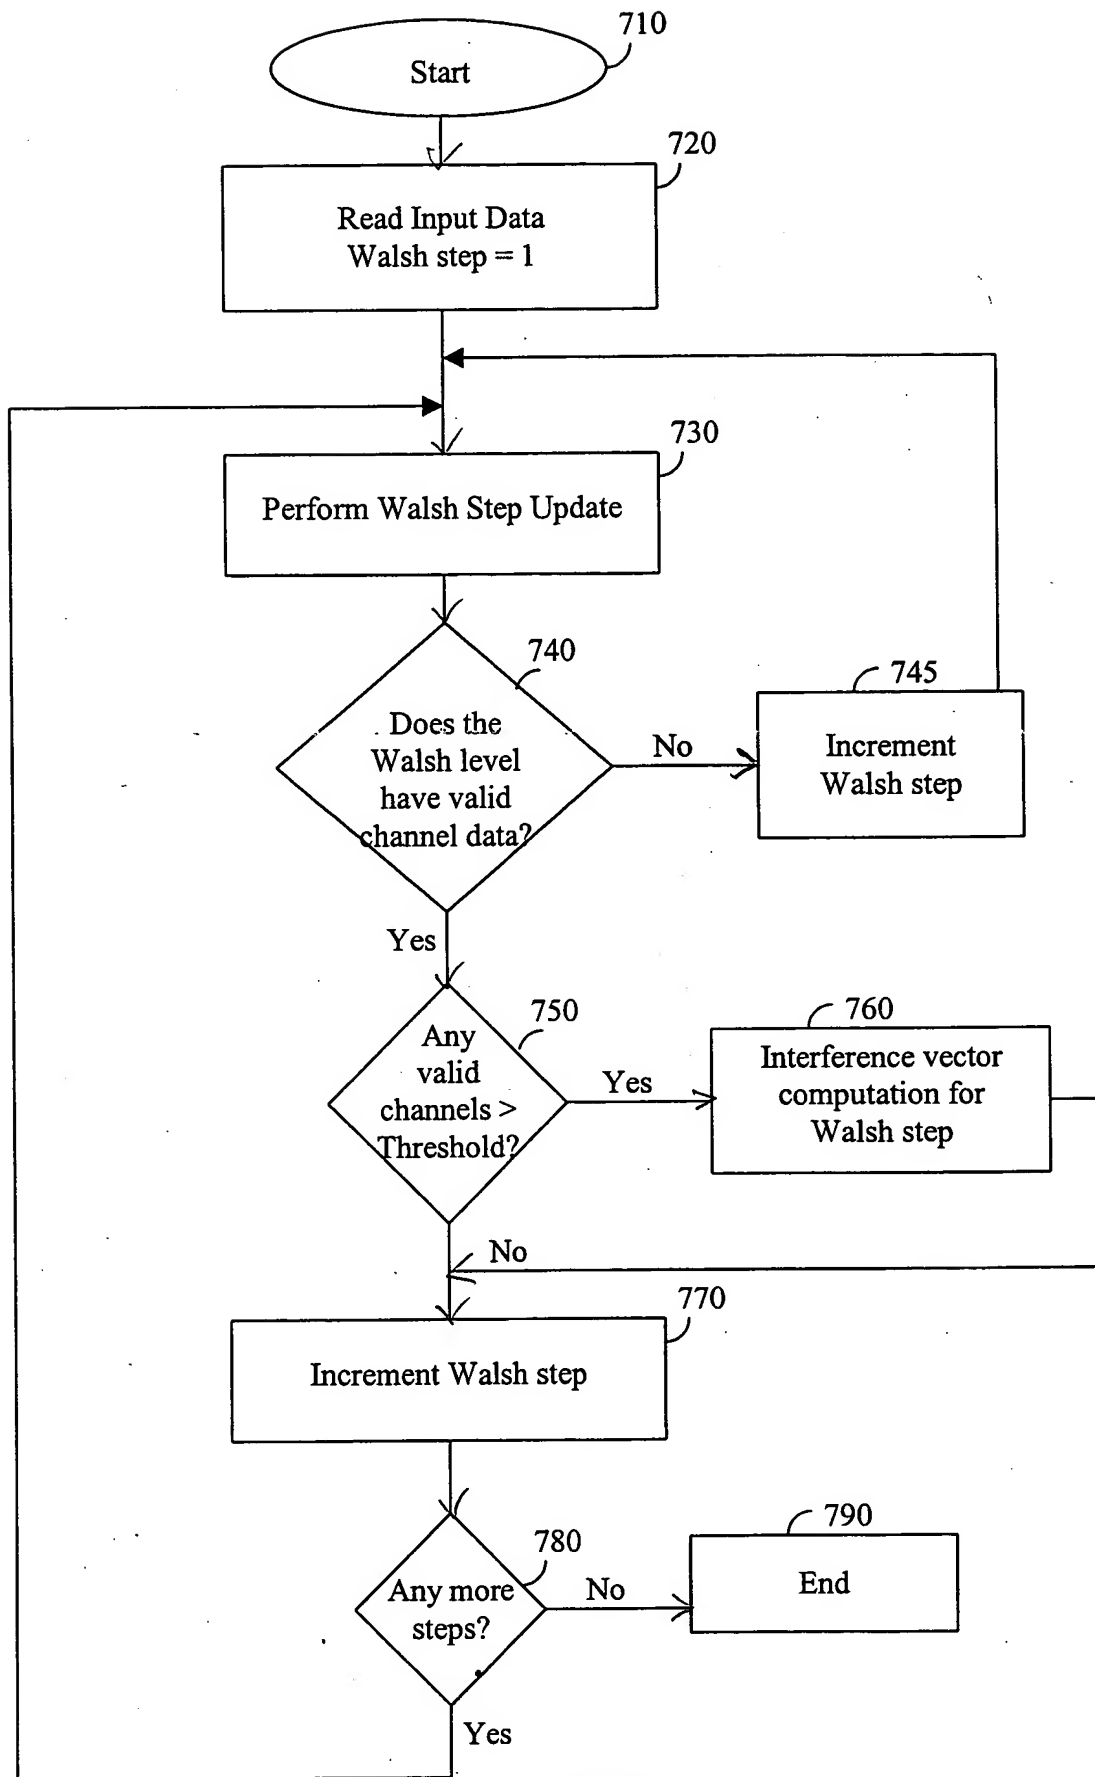 710
Start
720
Read Input Data
Walsh step = 1
730
Perform Walsh Step Update
740
Does the
Walsh level
have valid
channel data?
No
745
Increment
Walsh step
Yes
750
Any
valid
channels >
Threshold?
Yes
760
Interference vector
computation for
Walsh step
No
770
Increment Walsh step
780
Any more
steps?
No
790
End
Yes